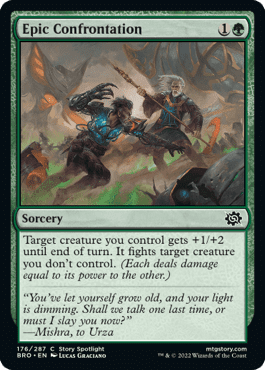 Epic Confrontation 1
Sorcery
Target creature you control gets +1/+2
until end of turn. It fights target creature
you don't control. (Each deals damage
equal to its power to the other.)
"You've let yourself grow old, and your light
is dimming. Shall we talk one last time, or
must I slay you now?"
—Mishra, to Urza
176/287 C Story Spotlight mtgstory.com
BRO • EN Lucas Graciano ™ & © 2022 Wizards of the Coast